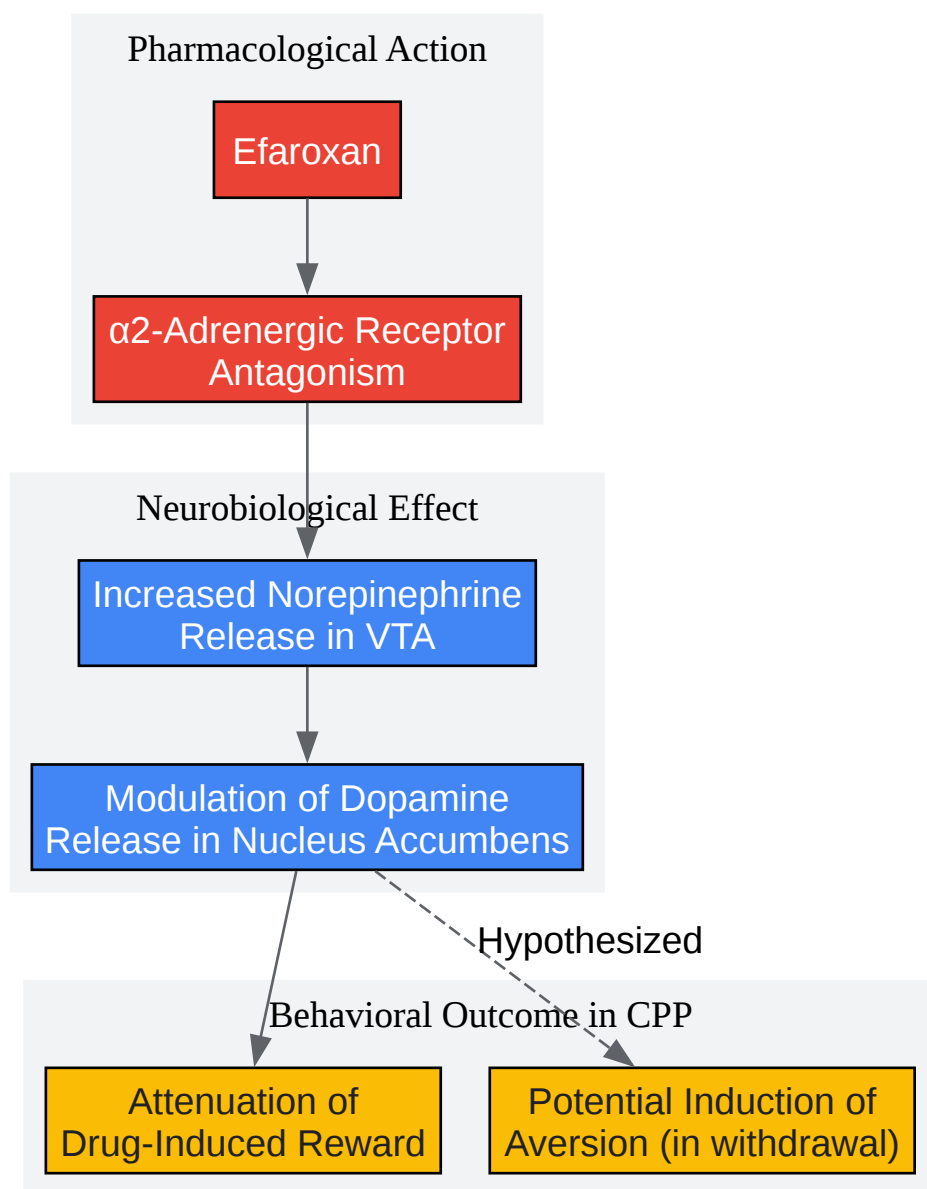 Pharmacological Action
Efaroxan
α2-Adrenergic Receptor
Antagonism
Neurobiological Effect
Increased Norepinephrine
Release in VTA
Modulation of Dopamine
Release in Nucleus Accumbens
Hypothesized
Behavioral Outcome in CPP
Attenuation of
Drug-Induced Reward
Potential Induction of
Aversion (in withdrawal)